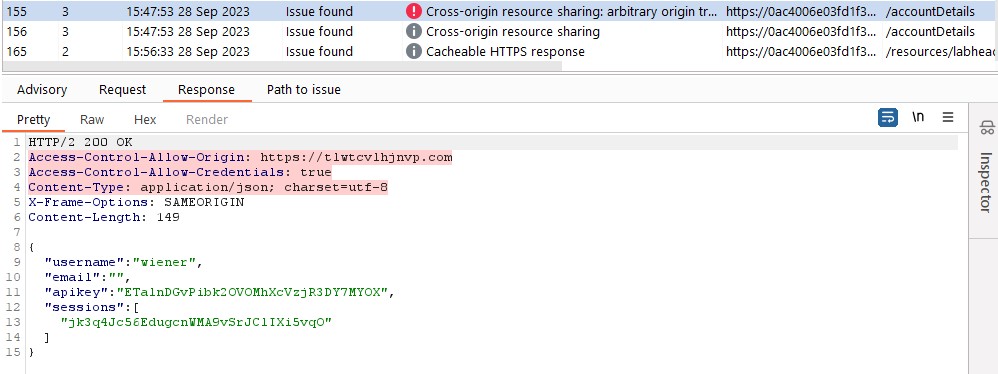 155 3 15:47:53 28 Sep 2023 Issue found Cross-origin resource sharing: arbitrary origin tr... https://0ac4006e03fd1f3... /accountDetails
156 3 15:47:53 28 Sep 2023 Issue found Cross-origin resource sharing https://0ac4006e03fd1f3... /accountDetails
165 2 15:56:33 28 Sep 2023 Issue found Cacheable HTTPS response https://0ac4006e03fd1f3... /resources/labhead
Advisory Request Response Path to issue
Pretty Raw Hex Render \n
Inspector
1 HTTP/2 200 OK
2 Access-Control-Allow-Origin: https://tlwtcvlhjnvp.com
3 Access-Control-Allow-Credentials: true
4 Content-Type: application/json; charset=utf-8
5 X-Frame-Options: SAMEORIGIN
6 Content-Length: 149
7
8 {
9 "username":"wiener",
10 "email":"",
11 "apikey":"ETalnDGvPibk2OVOMhXcVzjR3DY7MYOX",
12 "sessions":[
13 "jk3q4Jc56EdugcnWMA9vSrJClIXi5vqO"
14 ]
15 }